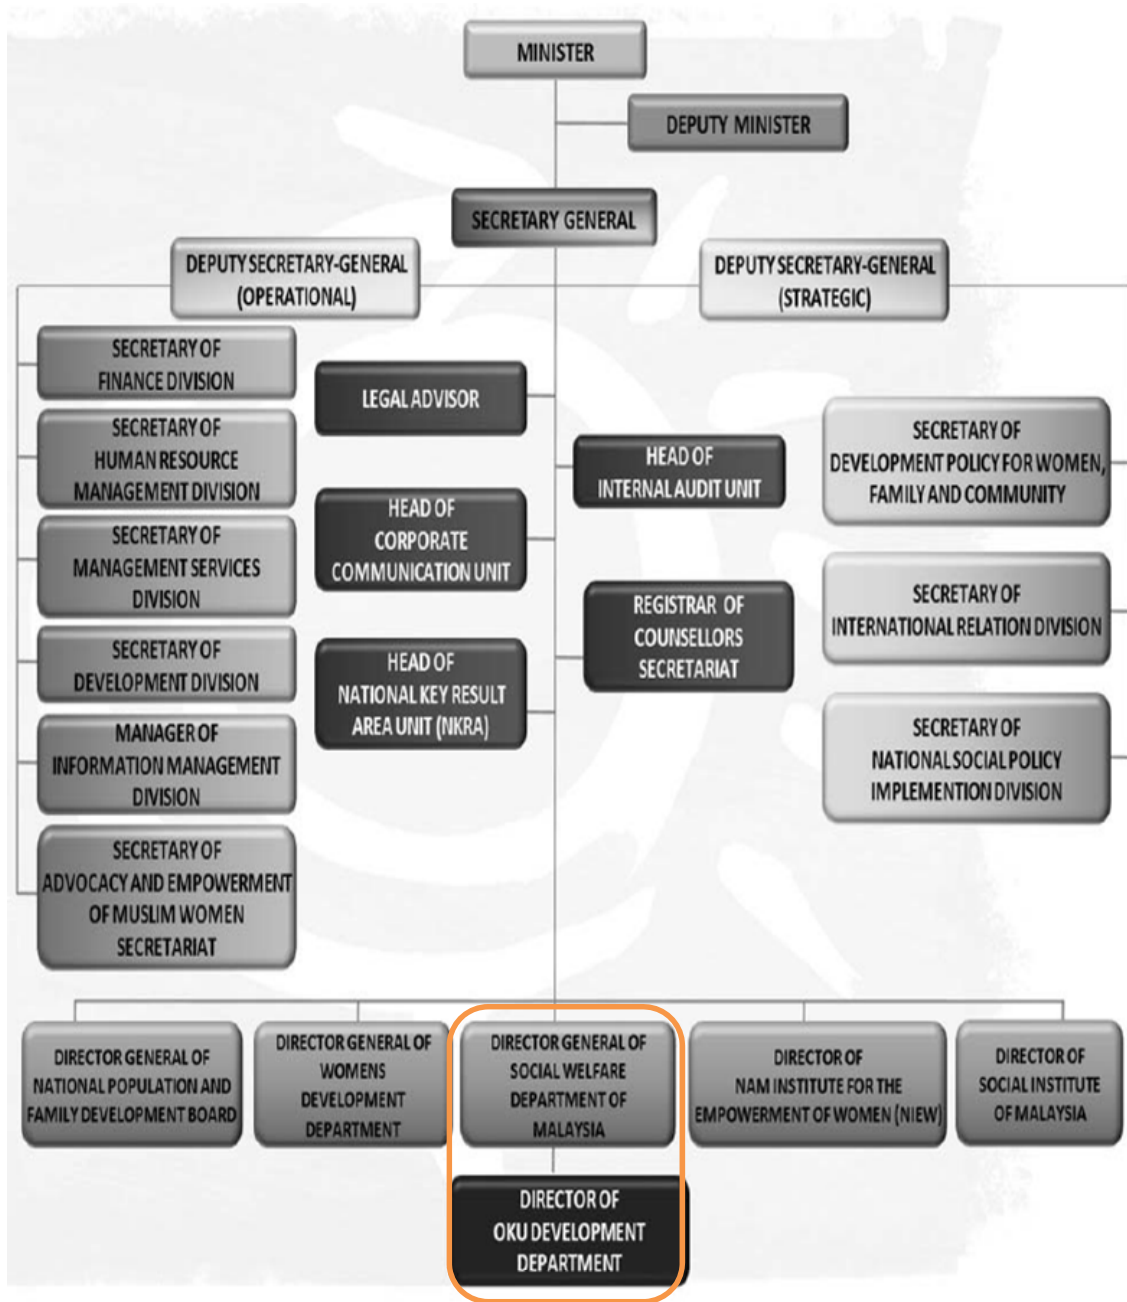 MINISTER
DEPUTY MINISTER
SECRETARY GENERAL
DEPUTY SECRETARY-GENERAL
(OPERATIONAL)
DEPUTY SECRETARY-GENERAL
(STRATEGIC)
SECRETARY OF
FINANCE DIVISION
SECRETARY OF
HUMAN RESOURCE
MANAGEMENT DIVISION
SECRETARY OF
MANAGEMENT SERVICES
DIVISION
SECRETARY OF
DEVELOPMENT DIVISION
MANAGER OF
INFORMATION MANAGEMENT
DIVISION
SECRETARY OF
ADVOCACY AND EMPOWERMENT
OF MUSLIM WOMEN
SECRETARIAT
LEGAL ADVISOR
HEAD OF
CORPORATE
COMMUNICATION UNIT
HEAD OF
NATIONAL KEY RESULT
AREA UNIT (NKRA)
HEAD OF
INTERNAL AUDIT UNIT
REGISTRAR OF
COUNSELLORS
SECRETARIAT
SECRETARY OF
DEVELOPMENT POLICY FOR WOMEN,
FAMILY AND COMMUNITY
SECRETARY OF
INTERNATIONAL RELATION DIVISION
SECRETARY OF
NATIONAL SOCIAL POLICY
IMPLEMENTION DIVISION
DIRECTOR GENERAL OF
NATIONAL POPULATION AND
FAMILY DEVELOPMENT BOARD
DIRECTOR GENERAL OF
WOMENS
DEVELOPMENT
DEPARTMENT
DIRECTOR GENERAL OF
SOCIAL WELFARE
DEPARTMENT OF
MALAYSIA
DIRECTOR OF
NAM INSTITUTE FOR THE
EMPOWERMENT OF WOMEN (NIEW)
DIRECTOR OF
SOCIAL INSTITUTE
OF MALAYSIA
DIRECTOR OF
OKU DEVELOPMENT
DEPARTMENT